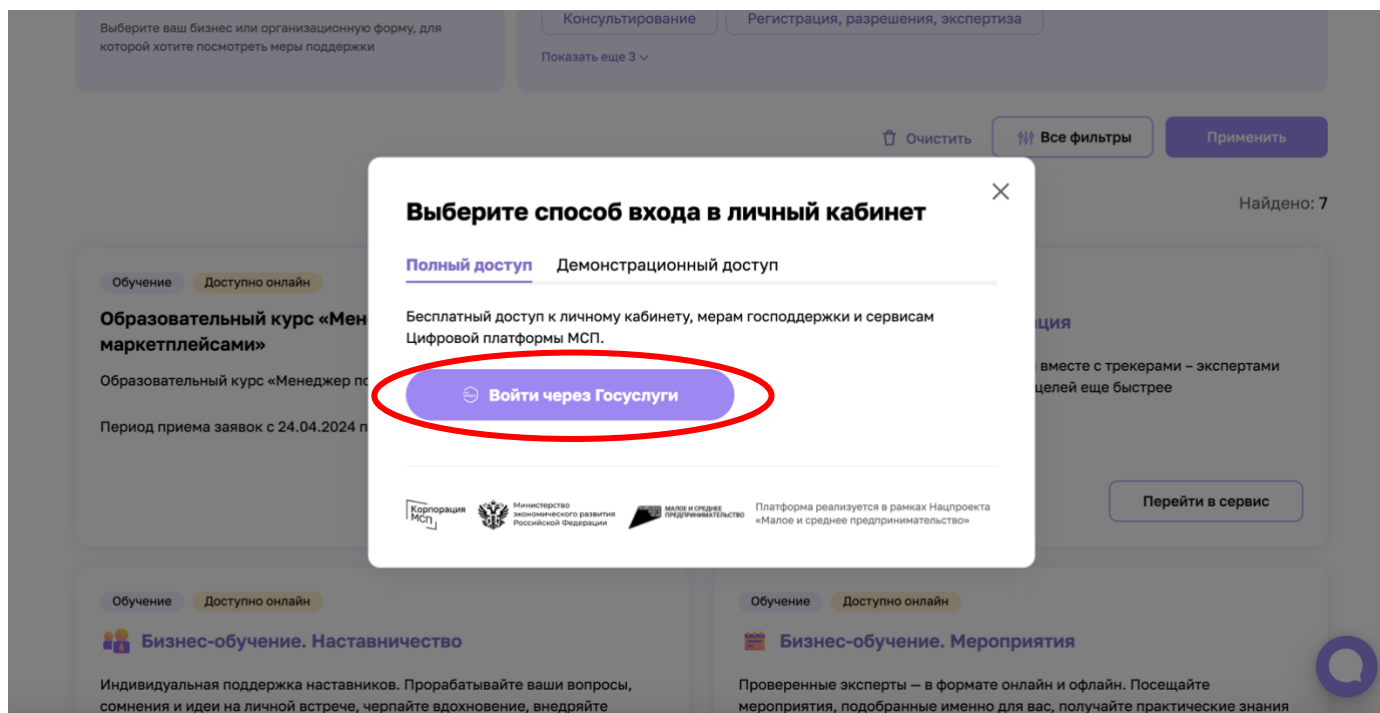 Выберите ваш бизнес или организационную форму, для
которой хотите посмотреть меры поддержки
Консультирование
Регистрация, разрешения, экспертиза
Показать еще 3
Очистить
Все фильтры
Применить
Найдено: 7
Выберите способ входа в личный кабинет
Полный доступ
Демонстрационный доступ
Бесплатный доступ к личному кабинету, мерам господдержки и сервисам
Цифровой платформы МСП.
Войти через Госуслуги
Корпорация
МСП
Министерство
экономического развития
Российской Федерации
МАЛОЕ И СРЕДНЕЕ
ПРЕДПРИНИМАТЕЛЬСТВО
Платформа реализуется в рамках Нацпроекта
«Малое и среднее предпринимательство»
Обучение
Доступно онлайн
Образовательный курс «Мен
маркетплейсами»
Образовательный курс «Менеджер по
Период приема заявок с 24.04.2024 п
ция
вместе с трекерами – экспертами
целей еще быстрее
Перейти в сервис
Обучение
Доступно онлайн
Бизнес-обучение. Наставничество
Индивидуальная поддержка наставников. Прорабатывайте ваши вопросы,
сомнения и идеи на личной встрече, черпайте вдохновение, внедряйте
Обучение
Доступно онлайн
Бизнес-обучение. Мероприятия
Проверенные эксперты — в формате онлайн и офлайн. Посещайте
мероприятия, подобранные именно для вас, получайте практические знания